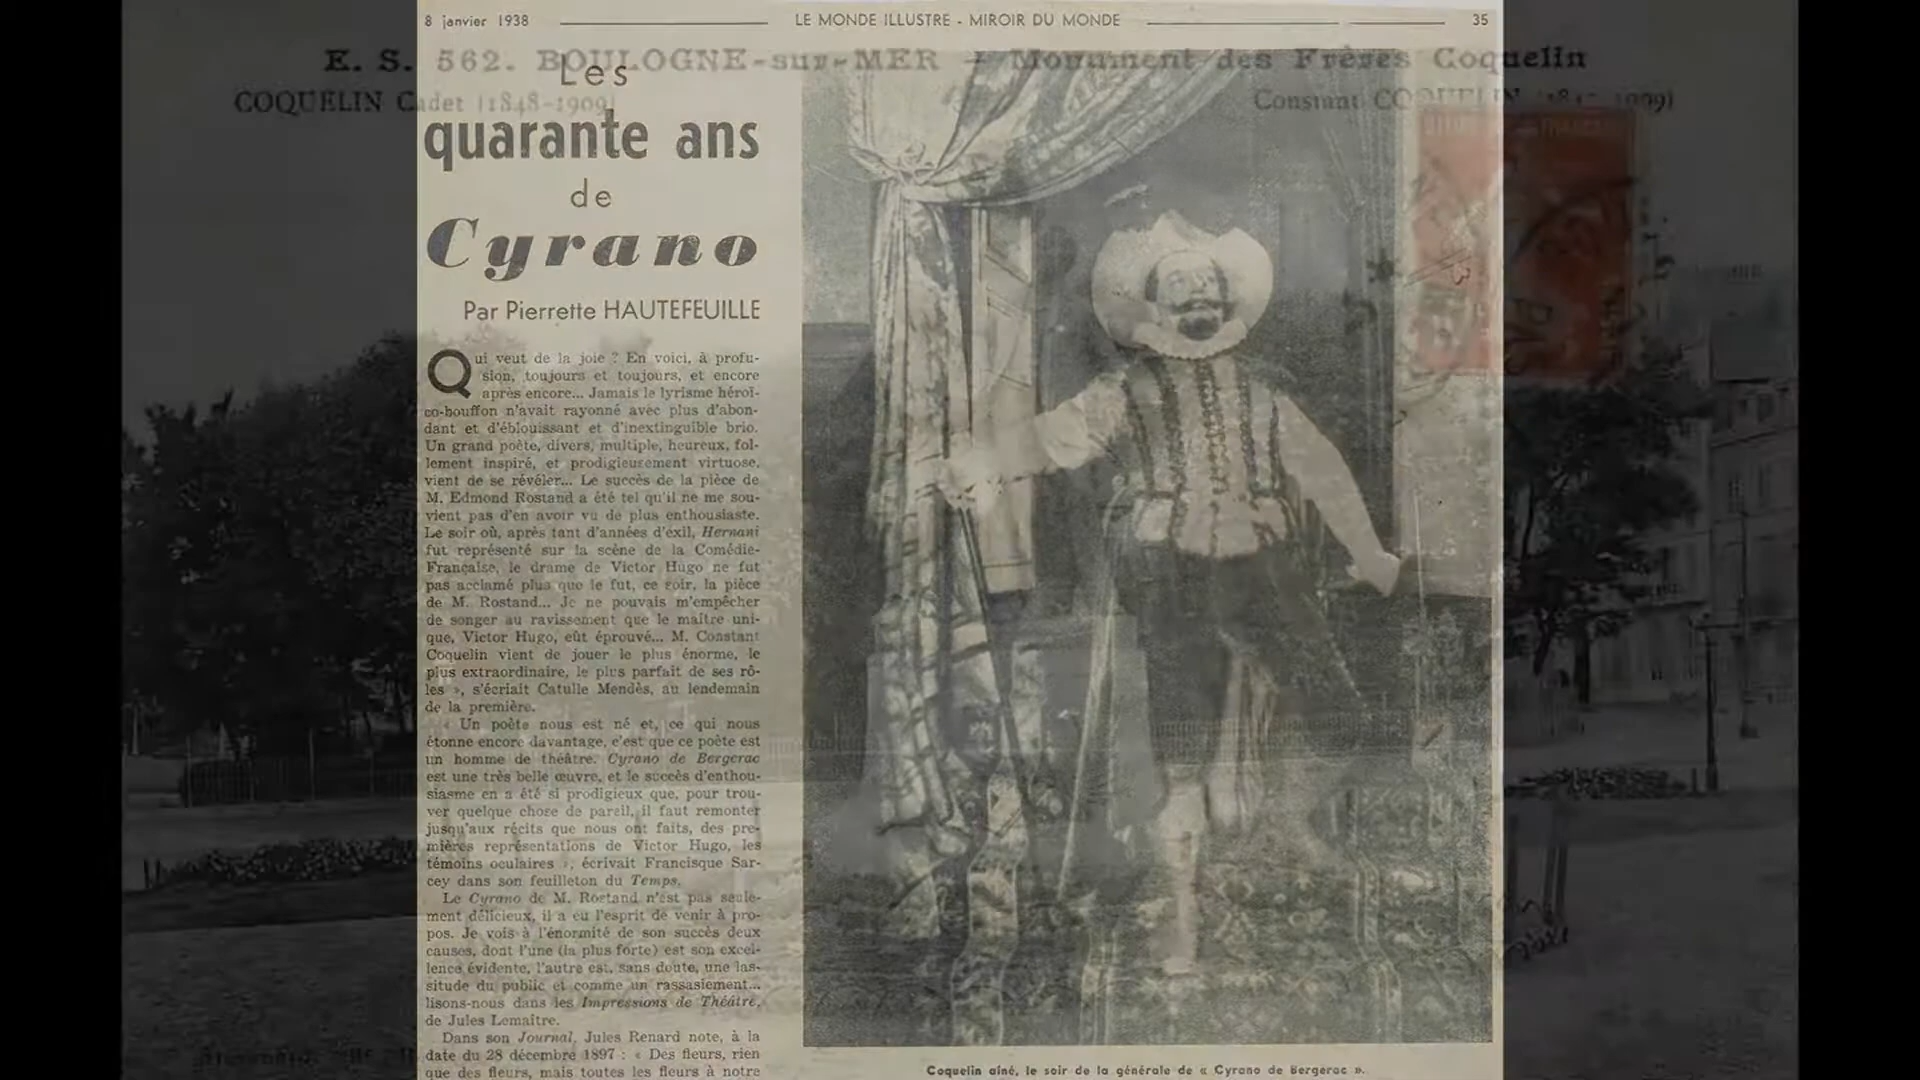 8 janvier 1938
LE MONDE ILLUSTRE - MIROIR DU MONDE
35
E. S. 562. BOULOGNE-sur-MER - Monument des Frères Coquelin
COQUELIN Cadet (1848-1909)
Constant COQUELIN
Les
quarante ans
de
Cyrano
Par Pierrette HAUTEFEUILLE
Qui veut de la joie ? En voici, à profu-
sion, toujours et toujours, et encore
après encore... Jamais le lyrisme héroï-
co-bouffon n'avait rayonné avec plus d'abon-
dant et d'éblouissant et d'inextinguible brio.
Un grand poète, divers, multiple, heureux, fol-
lement inspiré, et prodigieusement virtuose,
vient de se révéler... Le succès de la pièce de
M. Edmond Rostand a été tel qu'il ne me sou-
vient pas d'en avoir vu de plus enthousiaste.
Le soir où, après tant d'années d'exil, Hernani
fut représenté sur la scène de la Comédie-
Française, le drame de Victor Hugo ne fut
pas acclamé plus que le fut, ce soir, la pièce
de M. Rostand... Je ne pouvais m'empêcher
de songer au ravissement que le maître uni-
que, Victor Hugo, eût éprouvé... M. Constant
Coquelin vient de jouer le plus énorme, le
plus extraordinaire, le plus parfait de ses rô-
les », s'écriait Catulle Mendès, au lendemain
de la première.
« Un poète nous est né et, ce qui nous
étonne encore davantage, c'est que ce poète est
un homme de théâtre. Cyrano de Bergerac
est une très belle œuvre, et le succès d'enthou-
siasme en a été si prodigieux que, pour trou-
ver quelque chose de pareil, il faut remonter
jusqu'aux récits que nous ont faits, des pre-
mières représentations de Victor Hugo, les
témoins oculaires », écrivait Francisque Sar-
cey dans son feuilleton du Temps.
Le Cyrano de M. Rostand n'est pas seule-
ment délicieux, il a eu l'esprit de venir à pro-
pos. Je vois à l'énormité de son succès deux
causes, dont l'une (la plus forte) est son excel-
lence évidente, l'autre est, sans doute, une las-
situde du public et comme un rassasiement...
lisons-nous dans les Impressions de Théâtre,
de Jules Lemaître.
Dans son Journal, Jules Renard note, à la
date du 28 décembre 1897 : « Des fleurs, rien
que des fleurs, mais toutes les fleurs à notre
Coquelin aîné, le soir de la générale de « Cyrano de Bergerac ».